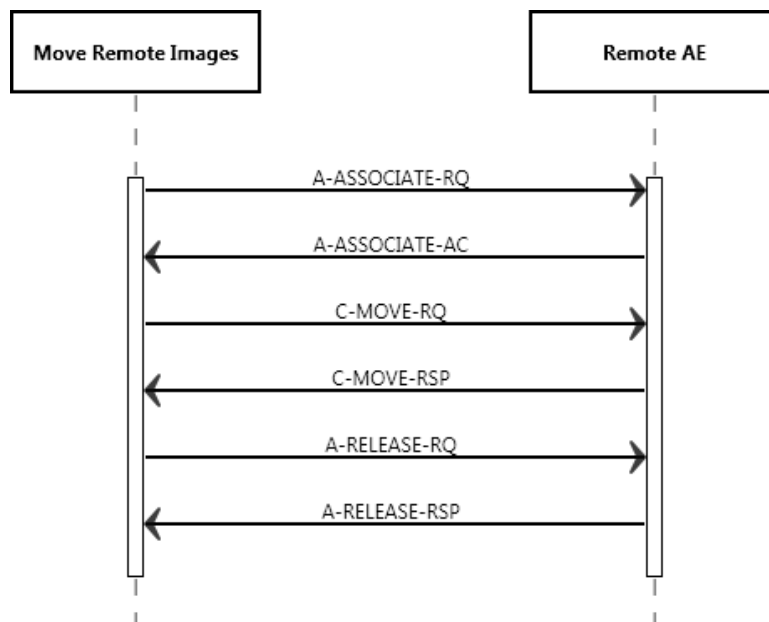 Move Remote Images
Remote AE
A-ASSOCIATE-RQ
A-ASSOCIATE-AC
C-MOVE-RQ
C-MOVE-RSP
A-RELEASE-RQ
A-RELEASE-RSP